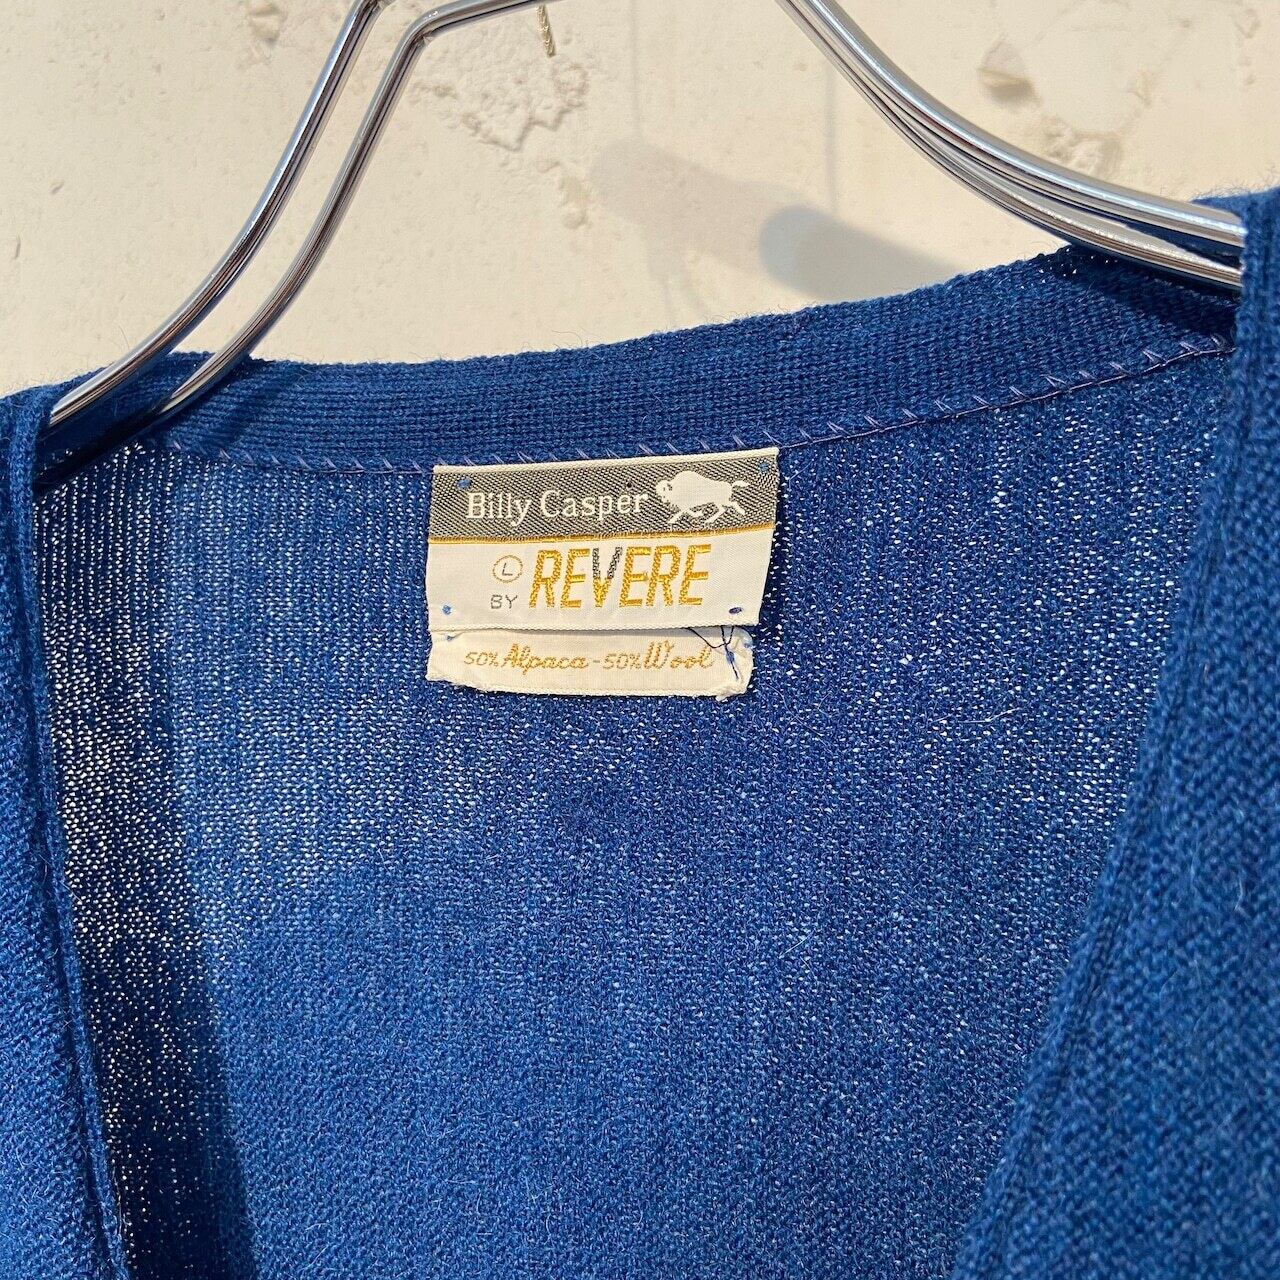 Billy Casper
L
BY REVERE
50% Alpaca - 50% Wool